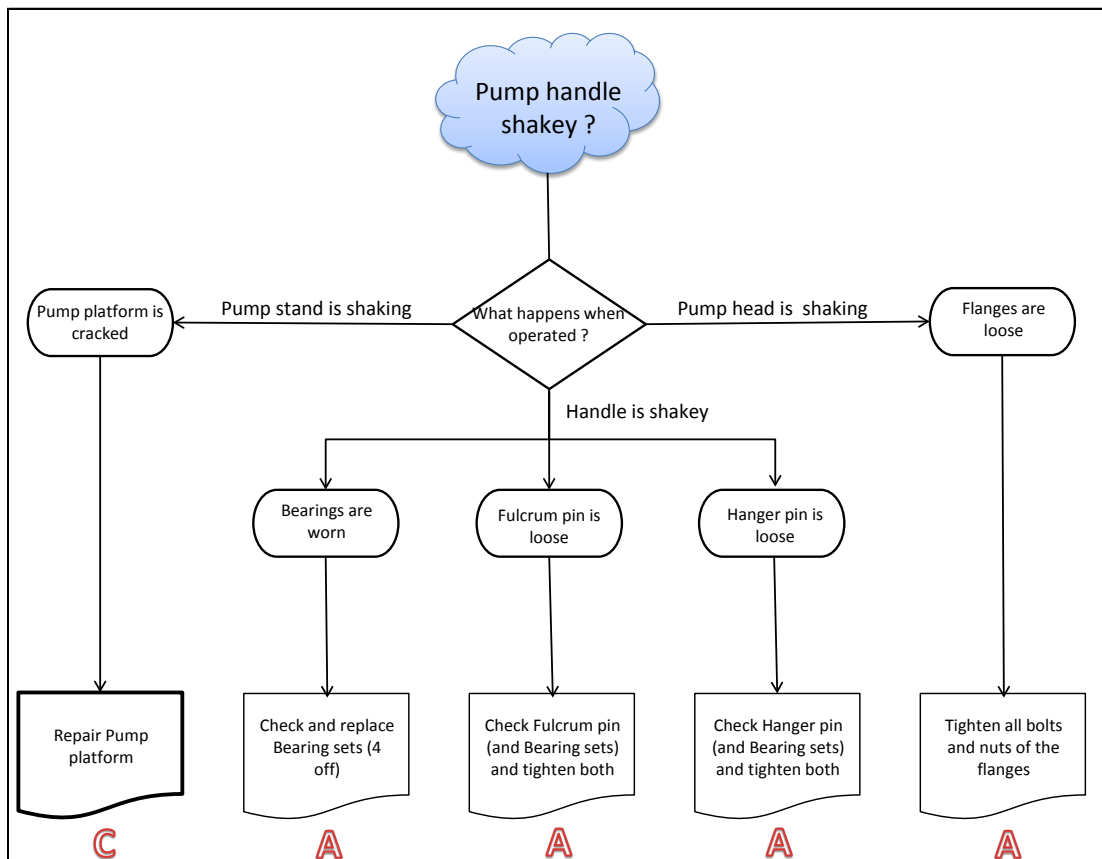 Pump handle
shakey ?
Pump platform is
cracked
Pump stand is shaking
What happens when
operated ?
Pump head is  shaking
Flanges are
loose
Handle is shakey
Bearings are
worn
Fulcrum pin is
loose
Hanger pin is
loose
Repair Pump
platform
Check and replace
Bearing sets (4
off)
Check Fulcrum pin
(and Bearing sets)
and tighten both
Check Hanger pin
(and Bearing sets)
and tighten both
Tighten all bolts
and nuts of the
flanges
C
A
A
A
A